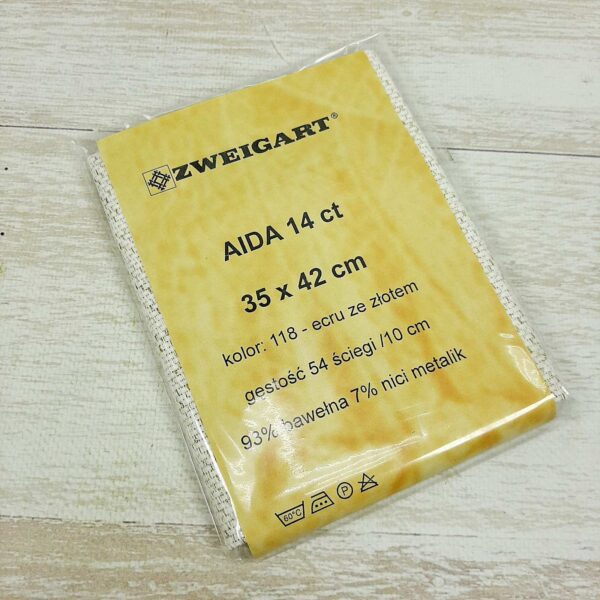 ZWEIGART®
AIDA 14 ct
35 x 42 cm
kolor: 118 - ecru ze złotem
gęstość 54 ściegi /10 cm
93% bawełna 7% nici metalik
60°C P